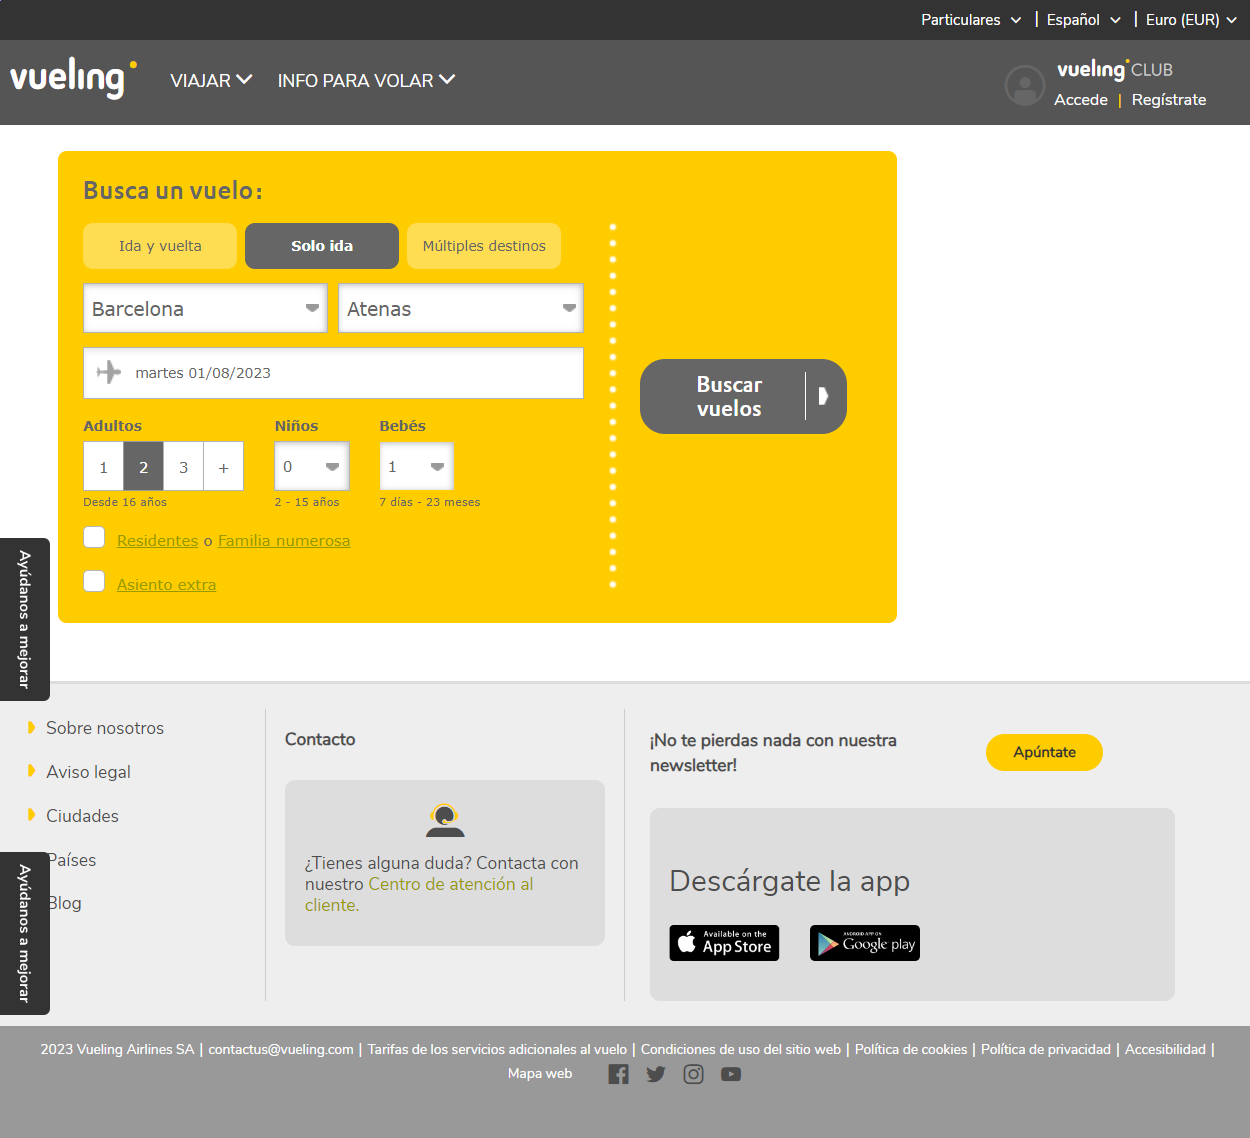 Particulares | Español | Euro (EUR)
vueling VIAJAR INFO PARA VOLAR
vueling CLUB
Accede | Regístrate
Busca un vuelo:
Ida y vuelta Solo ida Múltiples destinos
Barcelona Atenas
martes 01/08/2023
Buscar
vuelos
Adultos Niños Bebés
1 2 3 + 0 1
Desde 16 años 2 - 15 años 7 días - 23 meses
Residentes o Familia numerosa
Asiento extra
Ayúdanos a mejorar
Sobre nosotros
Aviso legal
Ciudades
Países
Blog
Ayúdanos a mejorar
Contacto
¿Tienes alguna duda? Contacta con
nuestro Centro de atención al
cliente.
¡No te pierdas nada con nuestra
newsletter!
Apúntate
Descárgate la app
Available on the
App Store
ANDROID APP ON
Google play
2023 Vueling Airlines SA | contactus@vueling.com | Tarifas de los servicios adicionales al vuelo | Condiciones de uso del sitio web | Política de cookies | Política de privacidad | Accesibilidad |
Mapa web